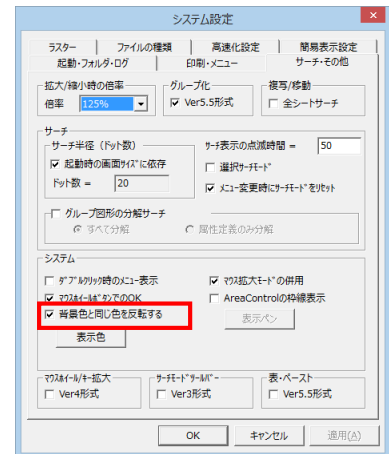 システム設定
ラスター ファイルの種類 高速化設定 簡易表示設定
起動・フォルダ・ログ 印刷・メニュー サーチ・その他
拡大/縮小時の倍率 グループ化 複写/移動
倍率 125% Ver5.5形式 全シートサーチ
サーチ
サーチ半径（ドット数） サーチ表示の点滅時間 = 50
起動時の画面サイズに依存 選択サーチモード
ドット数 = 20 メニュー変更時にサーチモードをリセット
グループ図形の分解サーチ
すべて分解 属性定義のみ分解
システム
ダブルクリック時のメニュー表示 マウス拡大モードの併用
マウスホイールボタンでのOK AreaControlの枠線表示
背景色と同じ色を反転する 表示ペン
表示色
マウスホイール/キー拡大 サーチモードツールバー 表・ペースト
Ver4形式 Ver3形式 Ver5.5形式
OK キャンセル 適用(A)